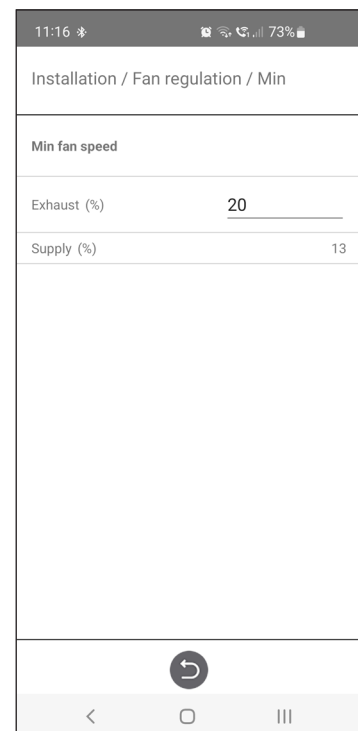 11:16 73%
Installation / Fan regulation / Min
Min fan speed
Exhaust (%) 20
Supply (%) 13